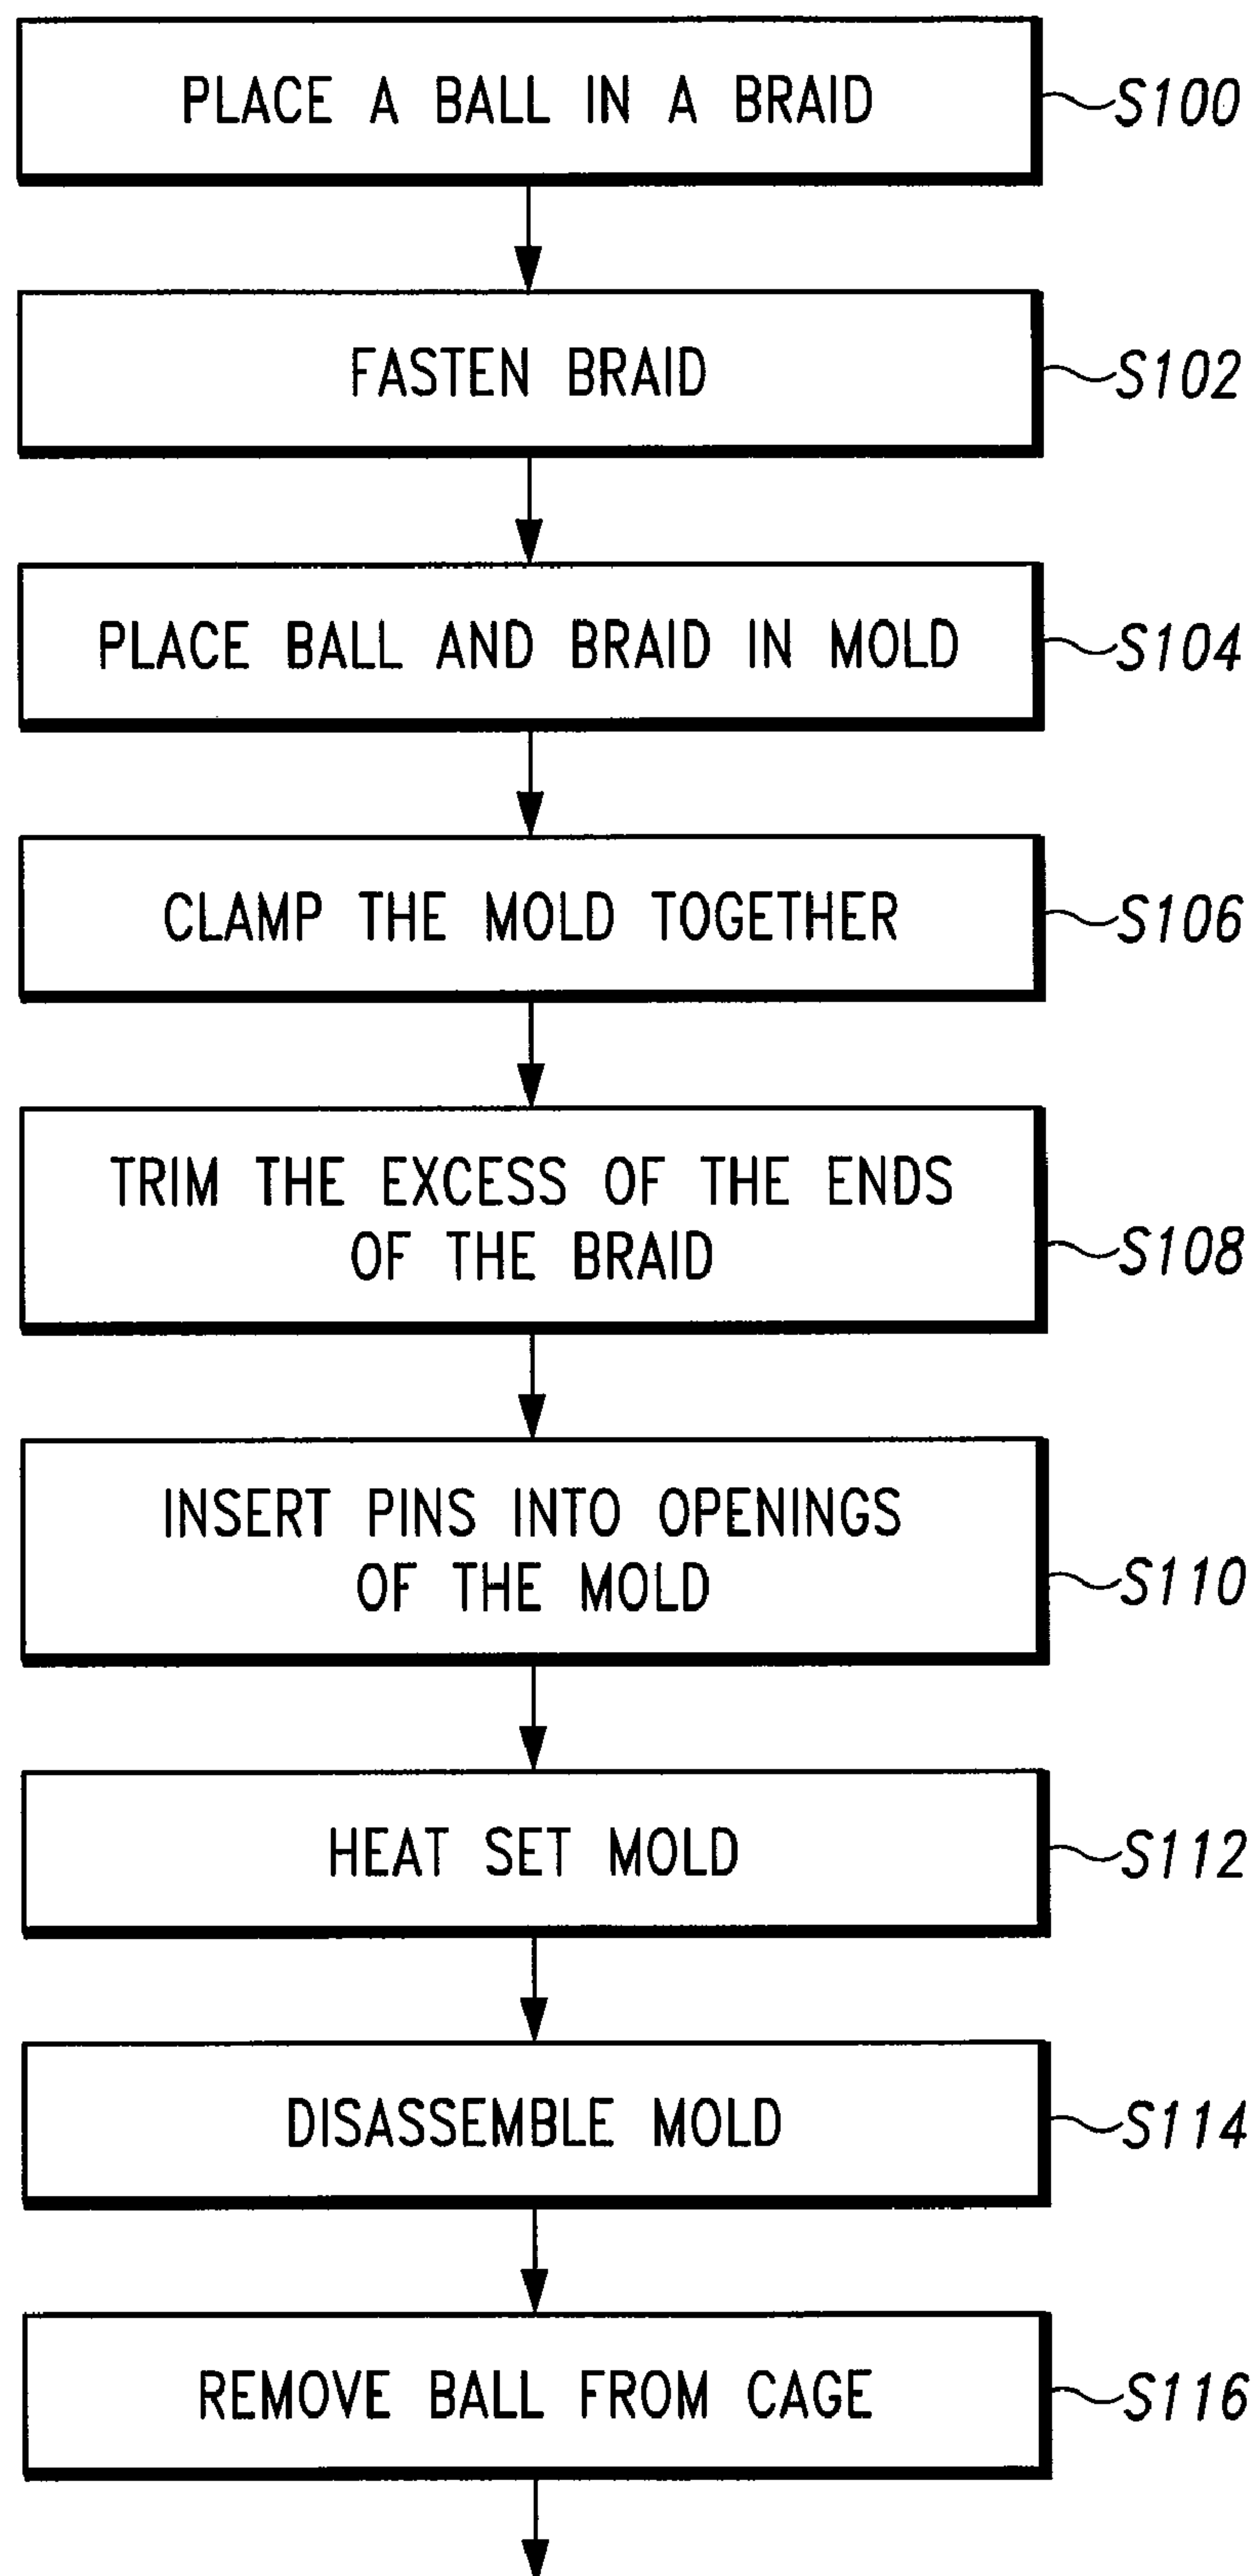 PLACE A BALL IN A BRAID
S100
FASTEN BRAID
S102
PLACE BALL AND BRAID IN MOLD
S104
CLAMP THE MOLD TOGETHER
S106
TRIM THE EXCESS OF THE ENDS
OF THE BRAID
S108
INSERT PINS INTO OPENINGS
OF THE MOLD
S110
HEAT SET MOLD
S112
DISASSEMBLE MOLD
S114
REMOVE BALL FROM CAGE
S116